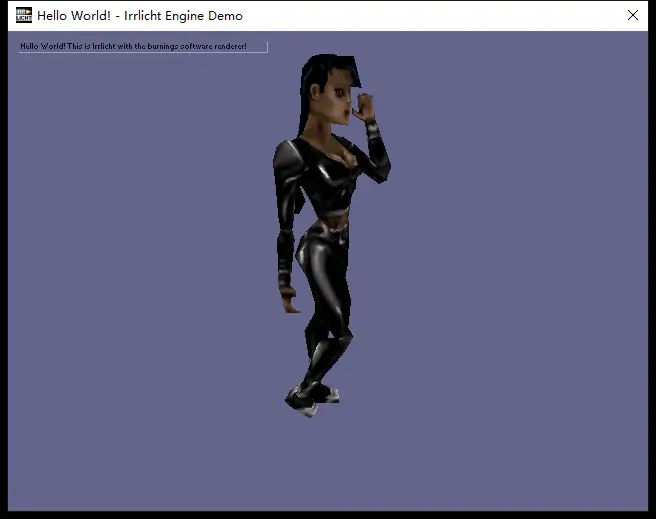 Hello World! - Irrlicht Engine Demo
Hello World! This is Irrlicht with the burnings software renderer!